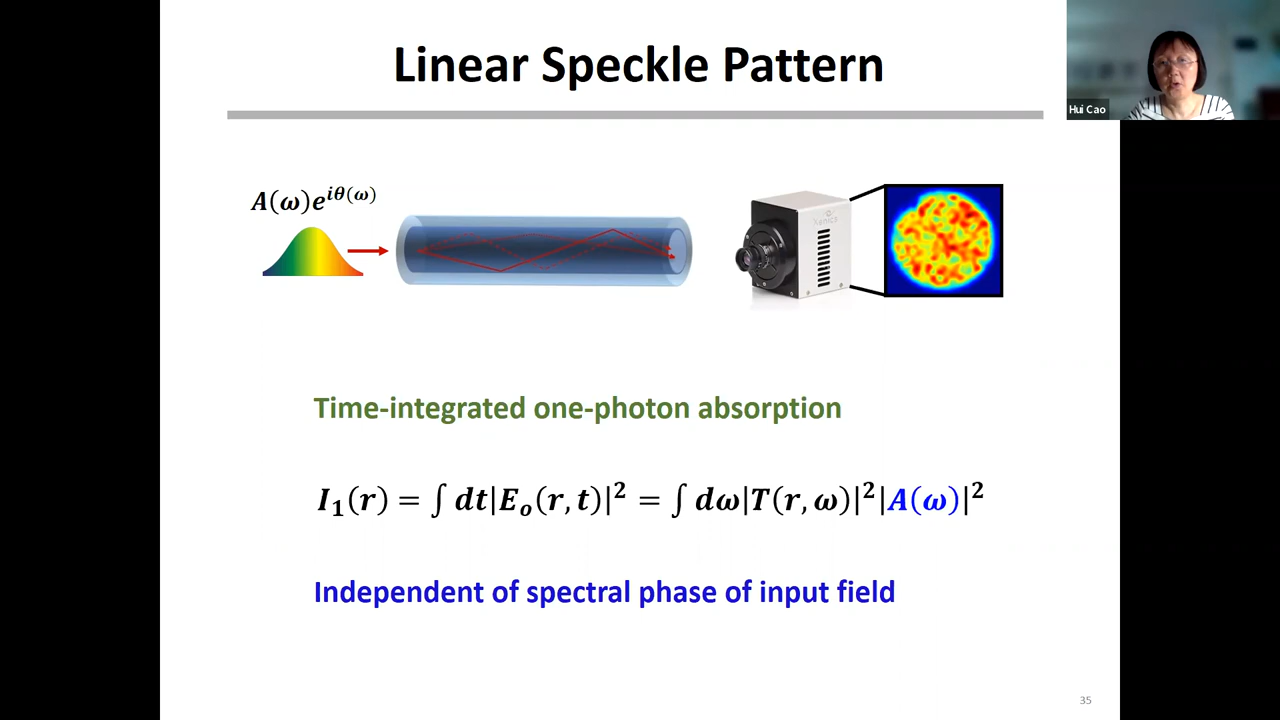 Linear Speckle Pattern
Hui Cao
A(ω)e^{iθ(ω)}
Time-integrated one-photon absorption
I₁(r) = ∫ dt|Eₒ(r, t)|² = ∫ dω|T(r, ω)|²|A(ω)|²
Independent of spectral phase of input field
35